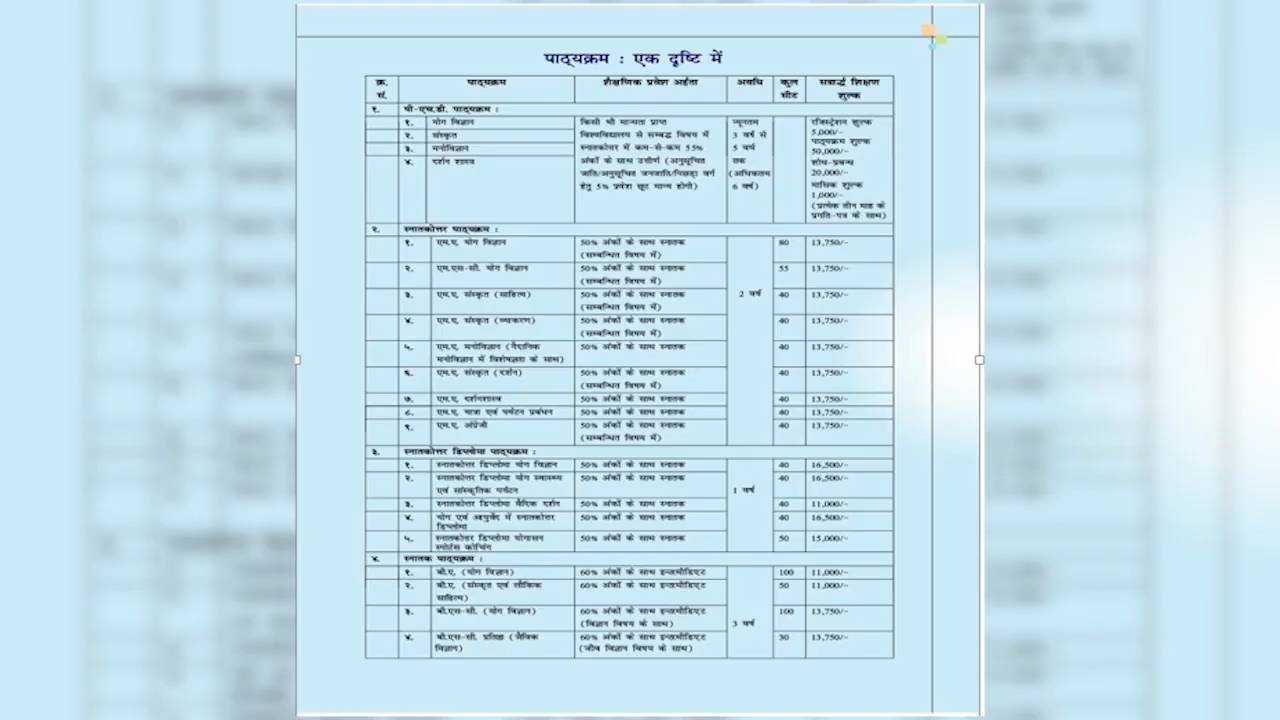 पाठ्यक्रम : एक दृष्टि में
क्र. सं. पाठ्यक्रम शैक्षणिक प्रवेश अर्हता अवधि कुल सीट सत्रार्द्ध शिक्षण शुल्क
१. पी-एस.डी. पाठ्यक्रम :
१. योग विज्ञान
२. संस्कृत
३. मनोविज्ञान
४. दर्शन शास्त्र
किसी भी मान्यता प्राप्त
विश्वविद्यालय से सम्बद्ध विषय में
स्नातकोत्तर में कम-से-कम 55%
अंकों के साथ उत्तीर्ण (अनुसूचित
जाति/अनुसूचित जनजाति/पिछड़ा वर्ग
हेतु 5% प्रवेश छूट मान्य होगी)
न्यूनतम
3 वर्ष से
5 वर्ष
तक
(अधिकतम
6 वर्ष)
रजिस्ट्रेशन शुल्क
5,000/-
पाठ्यक्रम शुल्क
50,000/-
शोध-प्रबन्ध
20,000/-
मासिक शुल्क
1,000/-
(प्रत्येक तीन माह के
प्रगति-पत्र के साथ)
२. स्नातकोत्तर पाठ्यक्रम :
१. एम.ए. योग विज्ञान 50% अंकों के साथ स्नातक 80 13,750/-
(सम्बन्धित विषय में)
२. एम.एस-सी. योग विज्ञान 50% अंकों के साथ स्नातक 55 13,750/-
(सम्बन्धित विषय में)
३. एम.ए. संस्कृत (साहित्य) 50% अंकों के साथ स्नातक 2 वर्ष 40 13,750/-
(सम्बन्धित विषय में)
४. एम.ए. संस्कृत (व्याकरण) 50% अंकों के साथ स्नातक 40 13,750/-
(सम्बन्धित विषय में)
५. एम.ए. मनोविज्ञान (नैदानिक 50% अंकों के साथ स्नातक 40 13,750/-
मनोविज्ञान में विशेषज्ञता के साथ)
६. एम.ए. संस्कृत (दर्शन) 50% अंकों के साथ स्नातक 40 13,750/-
(सम्बन्धित विषय में)
७. एम.ए. दर्शनशास्त्र 50% अंकों के साथ स्नातक 40 13,750/-
८. एम.ए. यात्रा एवं पर्यटन प्रबंधन 50% अंकों के साथ स्नातक 40 13,750/-
९. एम.ए. अंग्रेजी 50% अंकों के साथ स्नातक 40 13,750/-
(सम्बन्धित विषय में)
३. स्नातकोत्तर डिप्लोमा पाठ्यक्रम :
१. स्नातकोत्तर डिप्लोमा योग विज्ञान 50% अंकों के साथ स्नातक 40 16,500/-
२. स्नातकोत्तर डिप्लोमा योग स्वास्थ्य 50% अंकों के साथ स्नातक 40 16,500/-
एवं सांस्कृतिक पर्यटन 1 वर्ष
३. स्नातकोत्तर डिप्लोमा वैदिक दर्शन 50% अंकों के साथ स्नातक 40 11,000/-
४. योग एवं आयुर्वेद में स्नातकोत्तर 50% अंकों के साथ स्नातक 40 16,500/-
डिप्लोमा
५. स्नातकोत्तर डिप्लोमा योगासन 50% अंकों के साथ स्नातक 50 15,000/-
स्पोर्टस कोचिंग
४. स्नातक पाठ्यक्रम :
१. बी.ए. (योग विज्ञान) 60% अंकों के साथ इन्टरमीडिएट 100 11,000/-
२. बी.ए. (संस्कृत एवं लौकिक 60% अंकों के साथ इन्टरमीडिएट 50 11,000/-
साहित्य)
३. बी.एस-सी. (योग विज्ञान) 60% अंकों के साथ इन्टरमीडिएट 100 13,750/-
(विज्ञान विषय के साथ) 3 वर्ष
४. बी.एस-सी. प्रतिष्ठा (जैविक 60% अंकों के साथ इन्टरमीडिएट 30 13,750/-
विज्ञान) (जीव विज्ञान विषय के साथ)